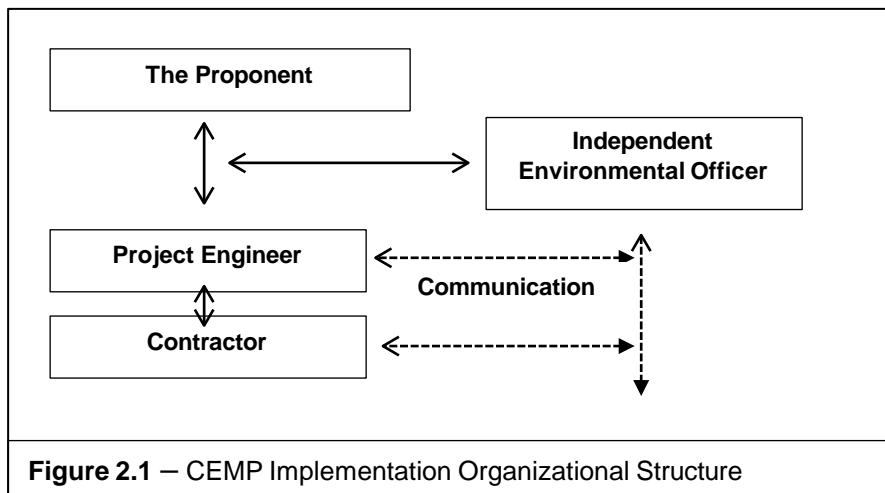 The Proponent
Independent
Environmental Officer
Project Engineer
Communication
Contractor
Figure 2.1 – CEMP Implementation Organizational Structure